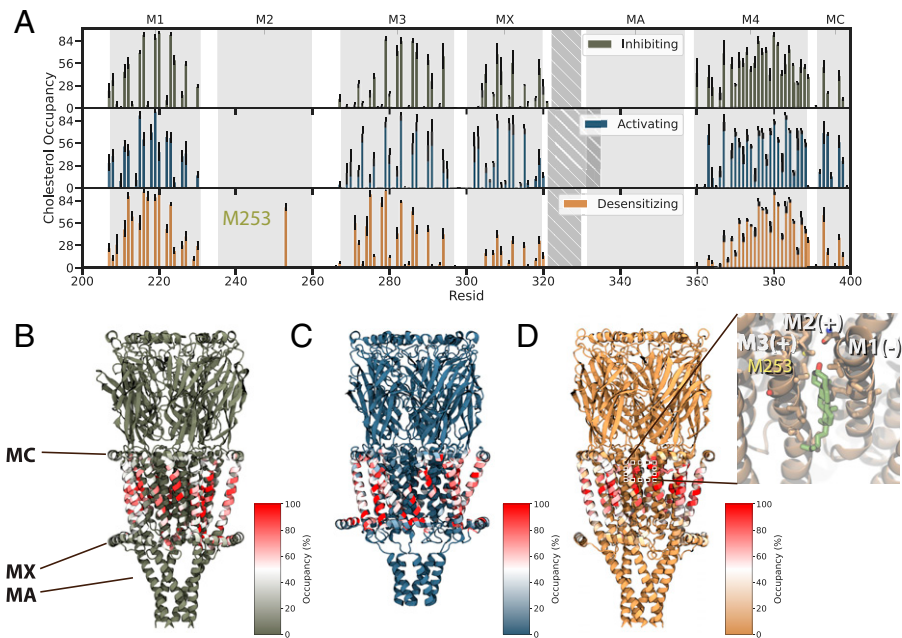 A
M1 M2 M3 MX MA M4 MC
Cholesterol Occupancy
84
56
28
0
Inhibiting
84
56
28
0
Activating
84
56
28
0
M253
Desensitizing
200 220 240 260 280 300 320 340 360 380 400
Resid
B
C
D
M2(+)
M3(+)
M1(-)
M253
MC
MX
MA
100
80
60
40
20
0
Occupancy (%)
100
80
60
40
20
0
Occupancy (%)
100
80
60
40
20
0
Occupancy (%)